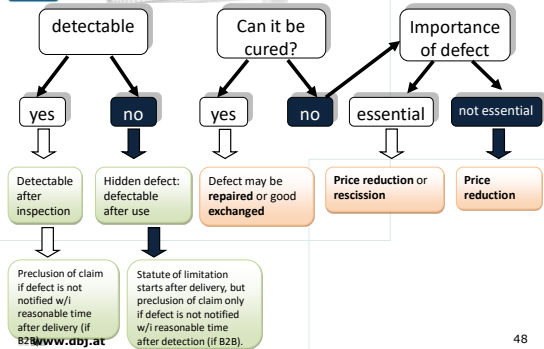 detectable
Can it be
cured?
Importance
of defect
yes
no
yes
no
essential
not essential
Detectable
after
inspection
Hidden defect:
defectable
after use
Defect may be
repaired or good
exchanged
Price reduction or
rescission
Price
reduction
Preclusion of claim
if defect is not
notified w/i
reasonable time
after delivery (if
B2B)
Statute of limitation
starts after delivery, but
preclusion of claim only
if defect is not notified
w/i reasonable time
after detection (if B2B).
www.dbj.at
48